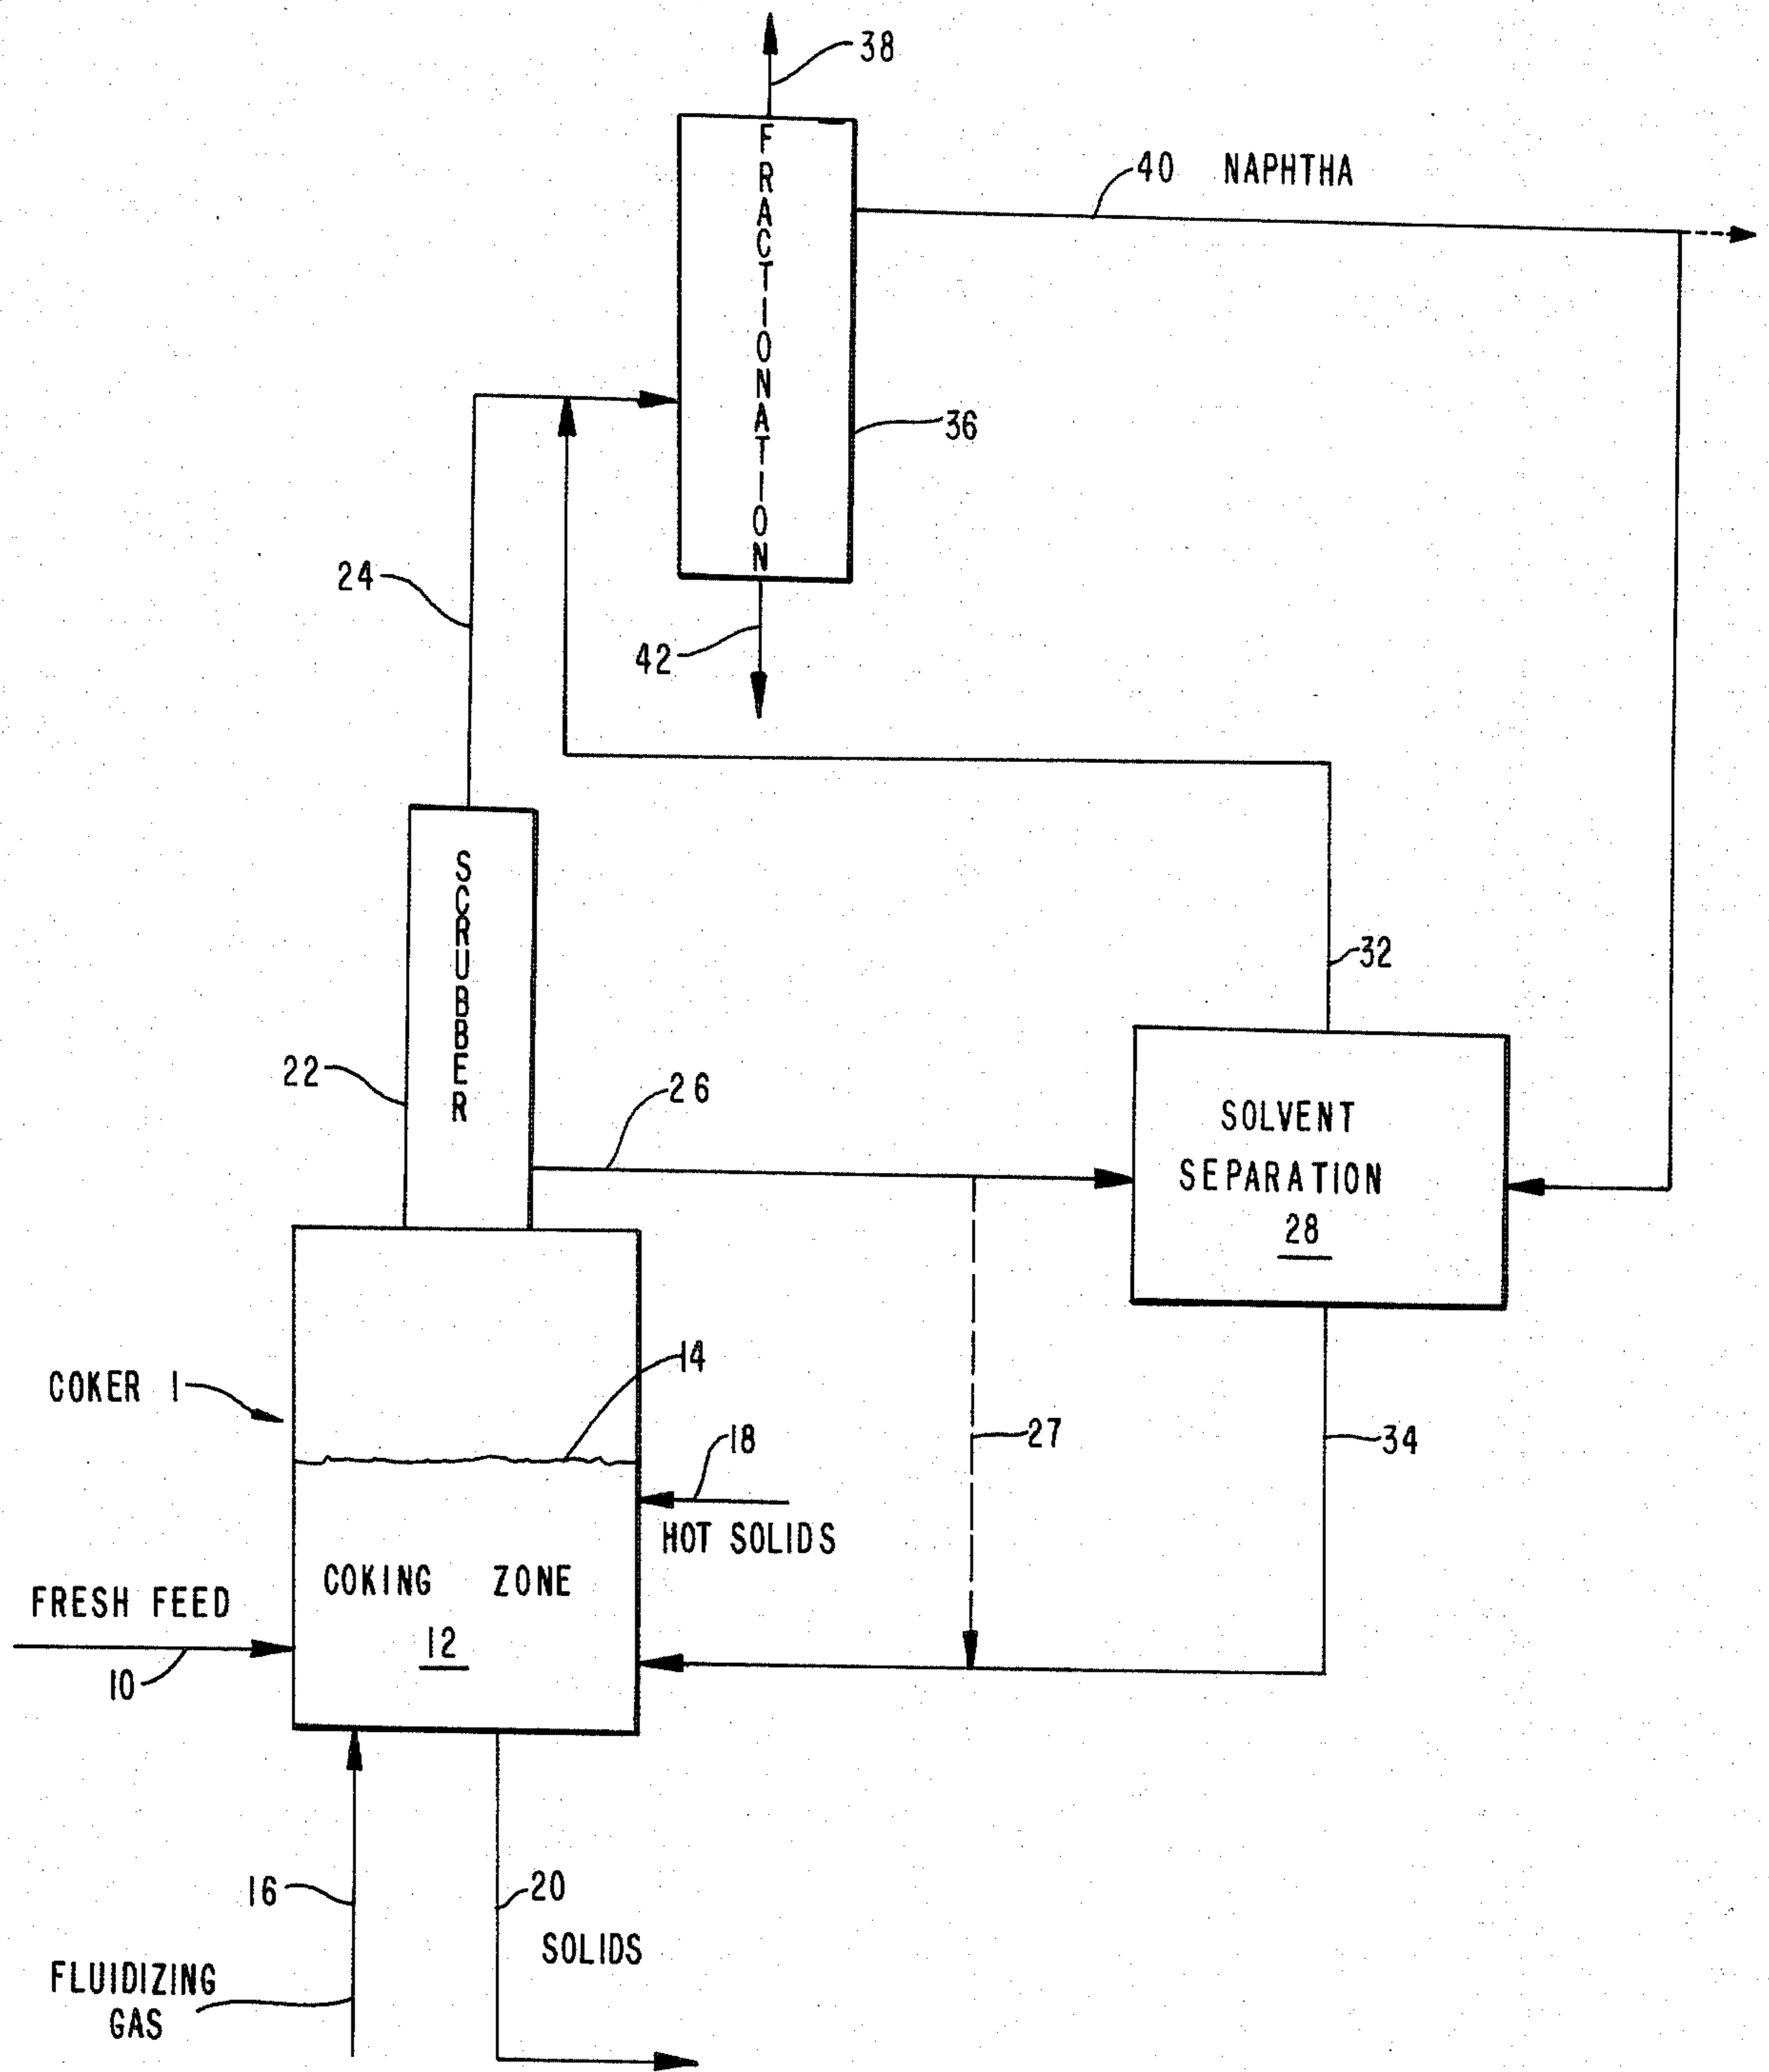 38
40 NAPHTHA
FRACTIONATION
36
24
42
SCRUBBER
32
22
26
SOLVENT
SEPARATION
28
COKER 1
14
18
27
34
HOT SOLIDS
COKING ZONE
FRESH FEED
12
10
16
20
SOLIDS
FLUIDIZING
GAS